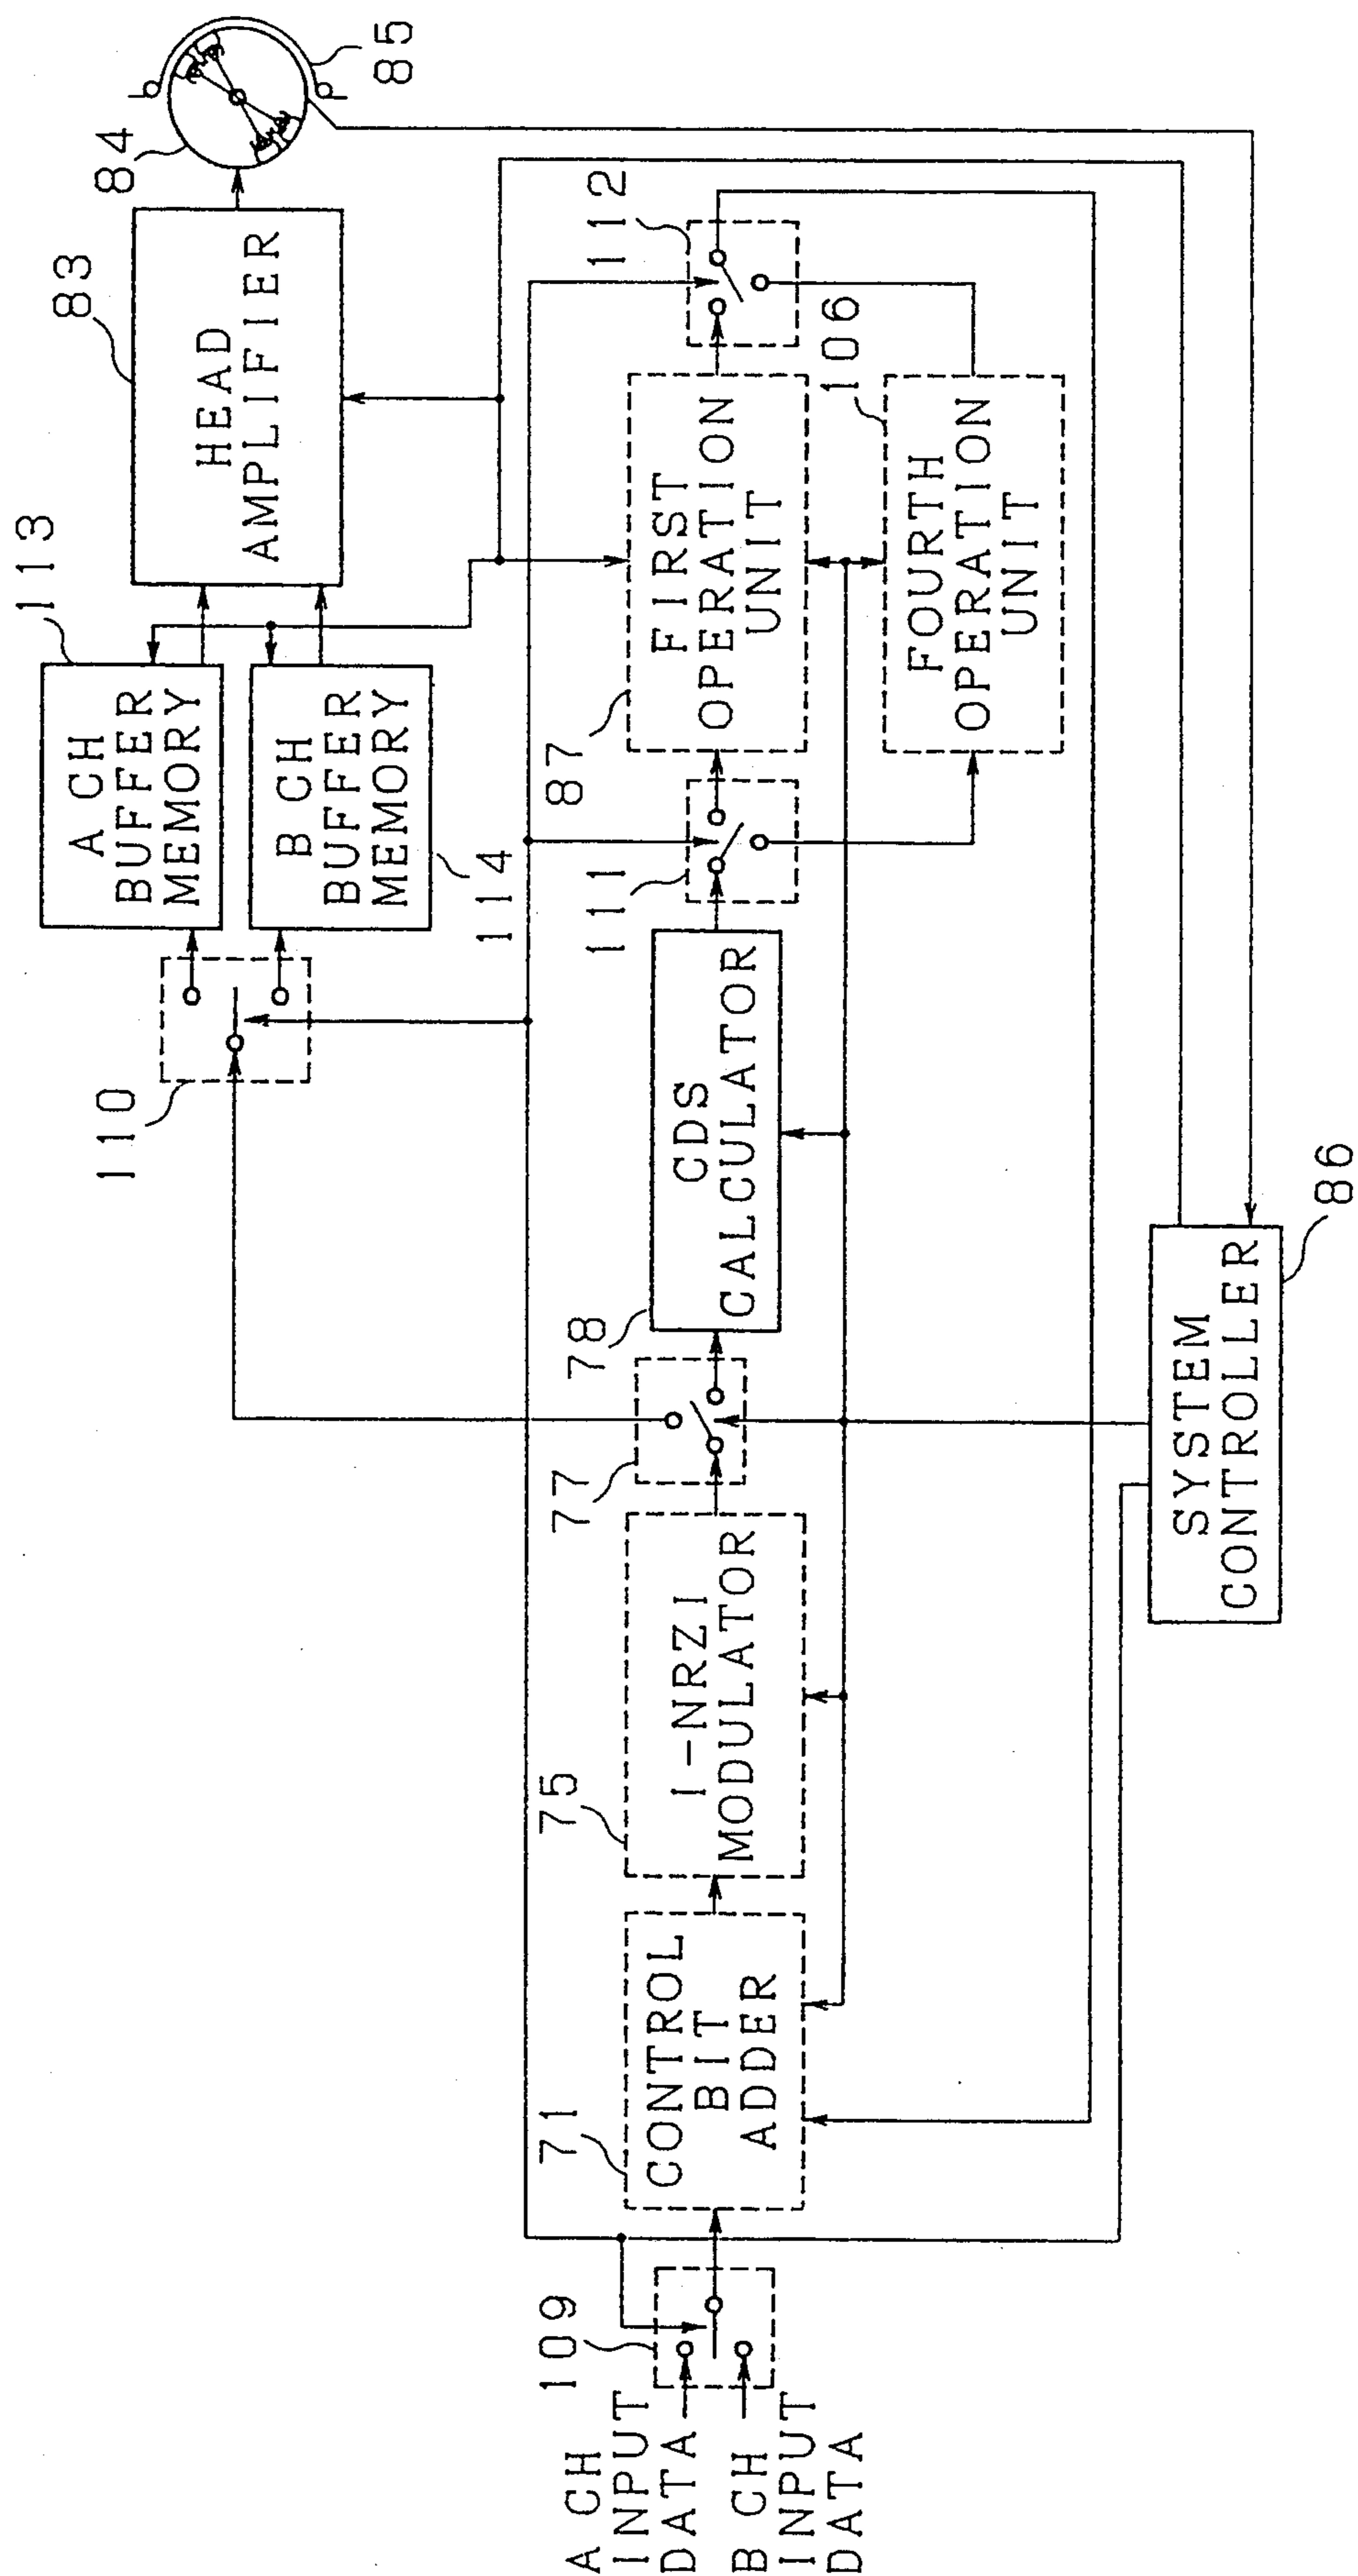 A CH
INPUT
DATA
B CH
INPUT
DATA
109
71
CONTROL
BIT
ADDER
75
I-NRZI
MODULATOR
77
78
CDS
CALCULATOR
110
A CH
BUFFER
MEMORY
113
B CH
BUFFER
MEMORY
114
111
87
FIRST
OPERATION
UNIT
FOURTH
OPERATION
UNIT
106
112
83
HEAD
AMPLIFIER
84
85
SYSTEM
CONTROLLER
86